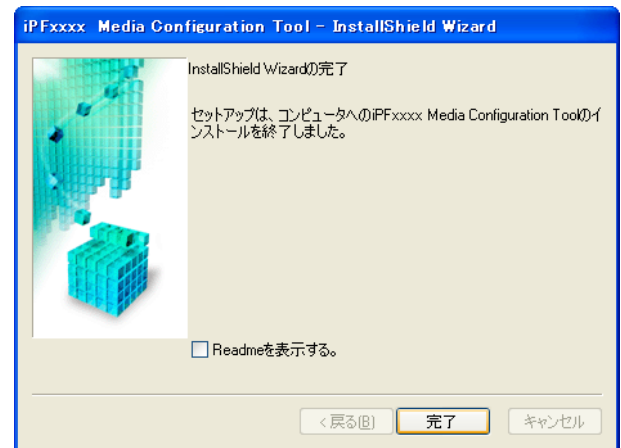 iPFxxxx Media Configuration Tool - InstallShield Wizard
InstallShield Wizardの完了
セットアップは、コンピュータへのiPFxxxx Media Configuration Toolのイ
ンストールを終了しました。
Readmeを表示する。
< 戻る(B) 完了 キャンセル